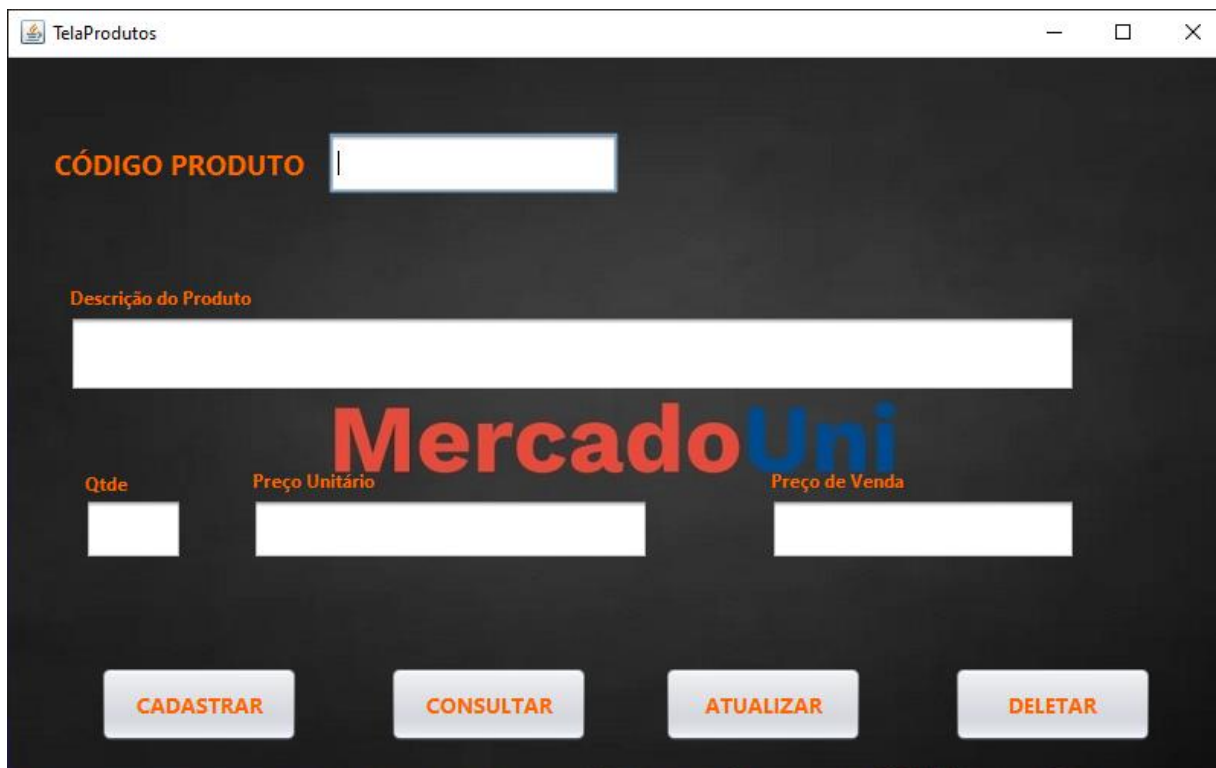 TelaProdutos
CÓDIGO PRODUTO
Descrição do Produto
MercadoUni
Qtde Preço Unitário Preço de Venda
CADASTRAR CONSULTAR ATUALIZAR DELETAR